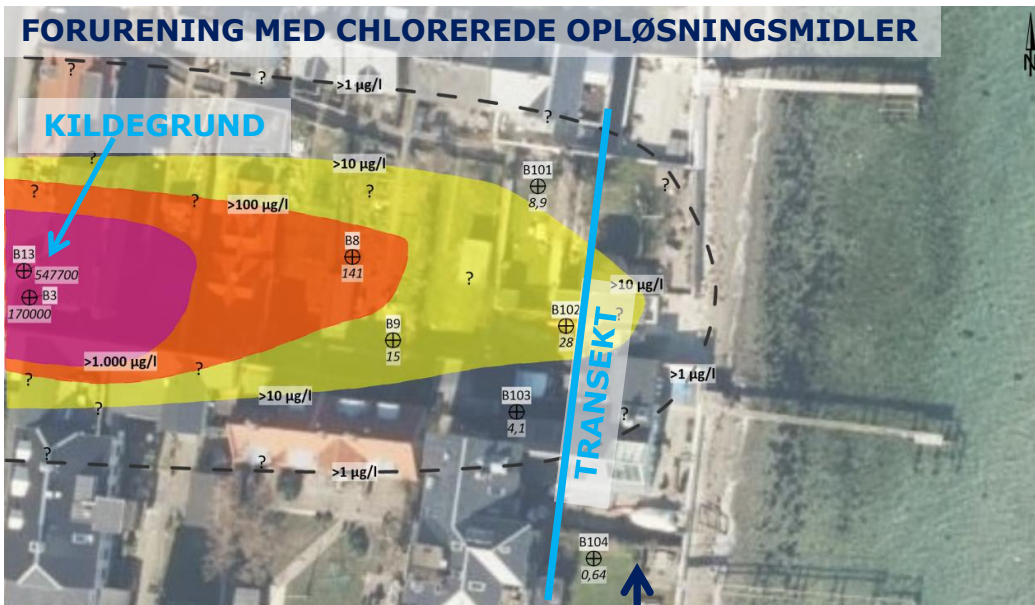 FORURENING MED CHLOREREDE OPLØSNINGSMIDLER
N
?
?
>1 µg/l
?
KILDEGRUND
?
>10 µg/l
?
?
?
>100 µg/l
?
B101
8,9
B8
141
B13
547700
B3
170000
?
>10 µg/l
?
B102
28
B9
15
>1.000 µg/l
?
?
>10 µg/l
?
>1 µg/l
TRANSEKT
B103
4,1
?
?
?
>1 µg/l
B104
0,64